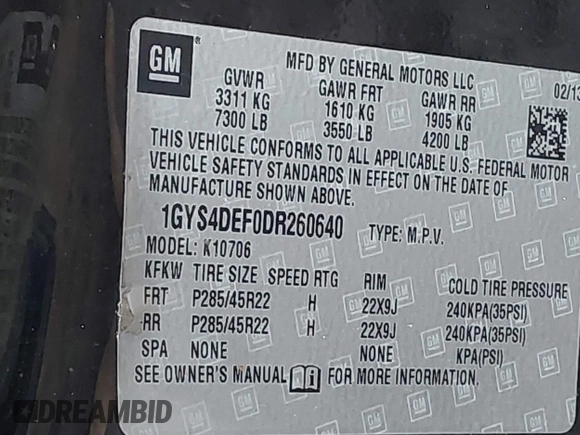 GM
MFD BY GENERAL MOTORS LLC
02/13
GVWR GAWR FRT GAWR RR
3311 KG 1610 KG 1905 KG
7300 LB 3550 LB 4200 LB
THIS VEHICLE CONFORMS TO ALL APPLICABLE U.S. FEDERAL MOTOR
VEHICLE SAFETY STANDARDS IN EFFECT ON THE DATE OF
MANUFACTURE SHOWN ABOVE.
1GYS4DEF0DR260640 TYPE: M.P.V.
MODEL: K10706
KFKW TIRE SIZE SPEED RTG RIM COLD TIRE PRESSURE
FRT P285/45R22 H 22X9J 240KPA(35PSI)
RR P285/45R22 H 22X9J 240KPA(35PSI)
SPA NONE NONE KPA(PSI)
SEE OWNER'S MANUAL FOR MORE INFORMATION.
DREAMBID